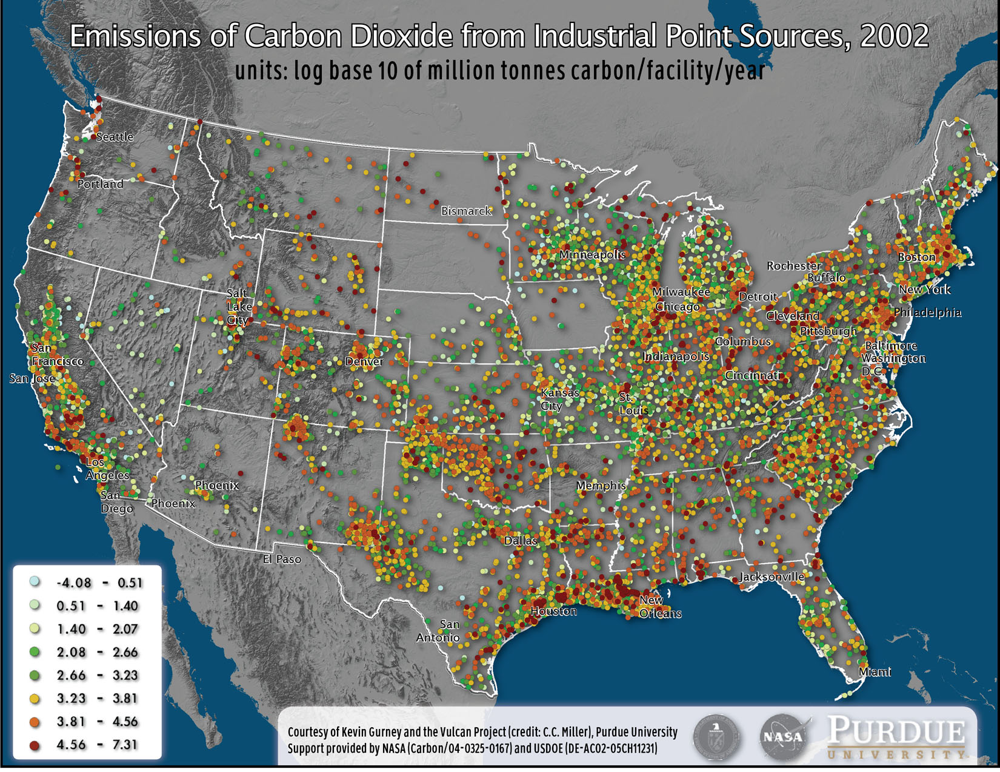 Emissions of Carbon Dioxide from Industrial Point Sources, 2002
units: log base 10 of million tonnes carbon/facility/year
Seattle
Portland
Bismarck
Minneapolis
Rochester
Buffalo
Boston
Milwaukee
Chicago
Detroit
New York
Salt
Lake
City
Cleveland
Philadelphia
Pittsburgh
San
Francisco
Denver
Columbus
Indianapolis
Baltimore
Washington
D.C.
San Jose
Cincinnati
Kansas
City
St.
Louis
Los
Angeles
Phoenix
Memphis
San
Diego
Phoenix
Dallas
El Paso
Jacksonville
New
Orleans
Houston
San
Antonio
Miami
-4.08 - 0.51
0.51 - 1.40
1.40 - 2.07
2.08 - 2.66
2.66 - 3.23
3.23 - 3.81
3.81 - 4.56
4.56 - 7.31
Courtesy of Kevin Gurney and the Vulcan Project (credit: C.C. Miller), Purdue University
Support provided by NASA (Carbon/04-0325-0167) and USDOE (DE-AC02-05CH11231)
NASA
PURDUE
UNIVERSITY